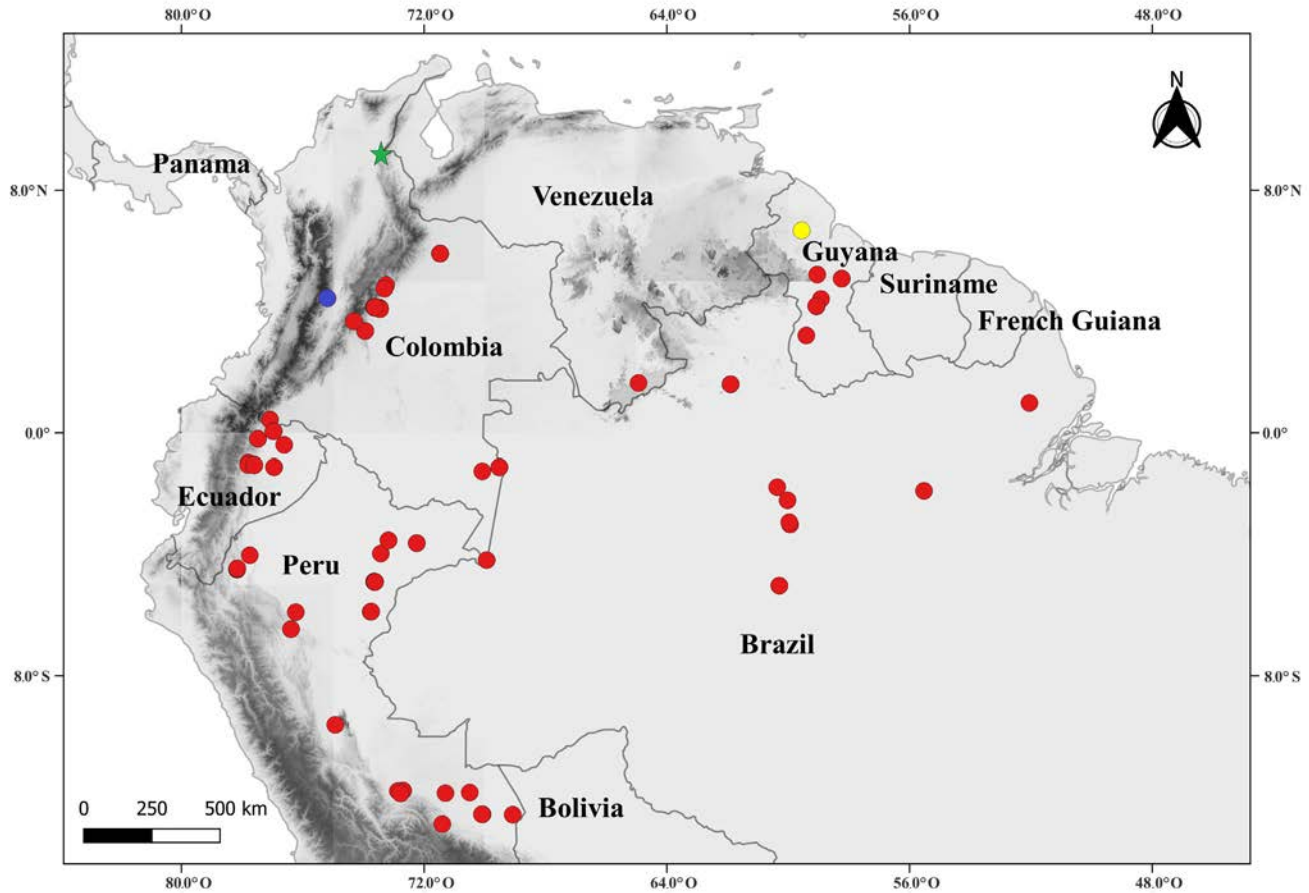 80.0°O 72.0°O 64.0°O 56.0°O 48.0°O
N
Panama
8.0°N Venezuela 8.0°N
Guyana
Suriname
French Guiana
Colombia
0.0° 0.0°
Ecuador
Peru
Brazil
8.0°S 8.0°S
0 250 500 km
Bolivia
80.0°O 72.0°O 64.0°O 56.0°O 48.0°O